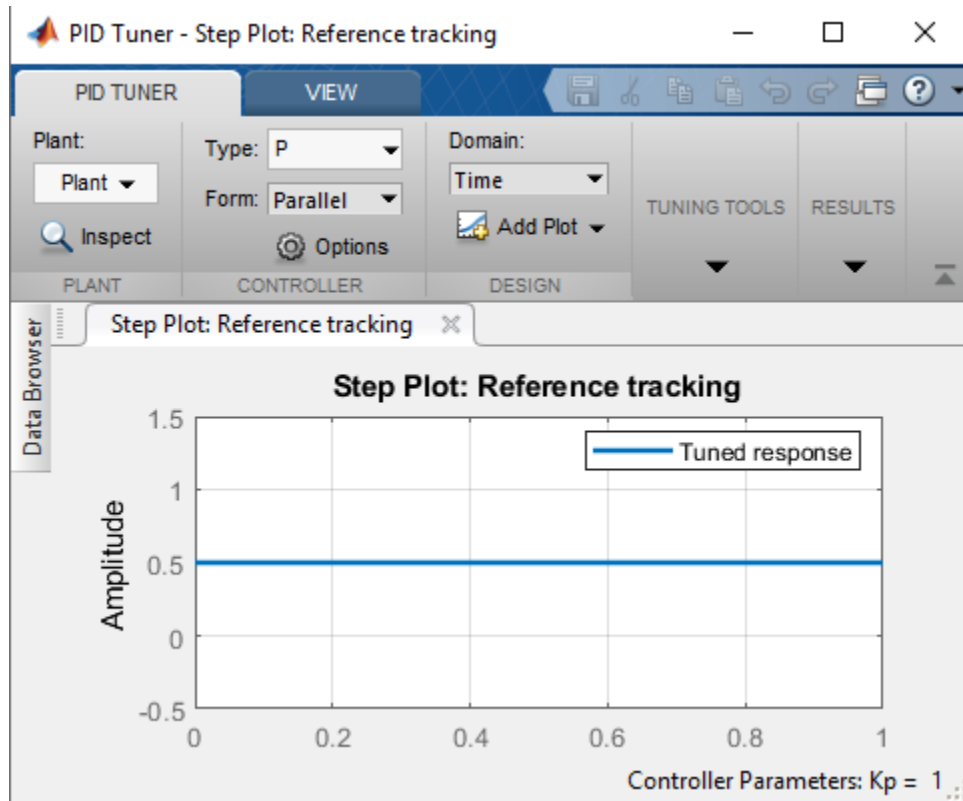 PID Tuner - Step Plot: Reference tracking
PID TUNER
VIEW
Plant:
Plant
Inspect
PLANT
Type: P
Form: Parallel
Options
CONTROLLER
Domain:
Time
Add Plot
DESIGN
TUNING TOOLS
RESULTS
Data Browser
Step Plot: Reference tracking
Step Plot: Reference tracking
Tuned response
Amplitude
1.5
1
0.5
0
-0.5
0 0.2 0.4 0.6 0.8 1
Controller Parameters: Kp = 1